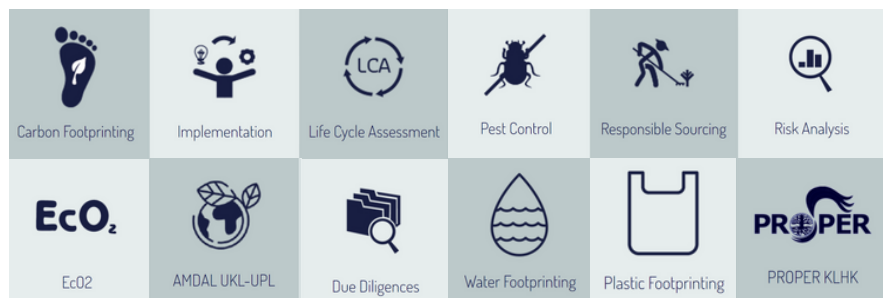 LCA
Carbon Footprinting
Implementation
Life Cycle Assessment
Pest Control
Responsible Sourcing
Risk Analysis
EcO₂
PROPER
EcO2
AMDAL UKL-UPL
Due Diligences
Water Footprinting
Plastic Footprinting
PROPER KLHK